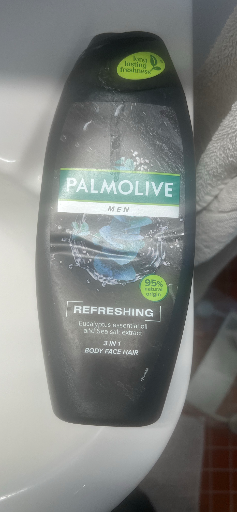 Long
lasting
freshness
PALMOLIVE
MEN
95%
natural
origin
REFRESHING
Eucalyptus essential oil
and Sea salt extract
3 IN 1
BODY FACE HAIR